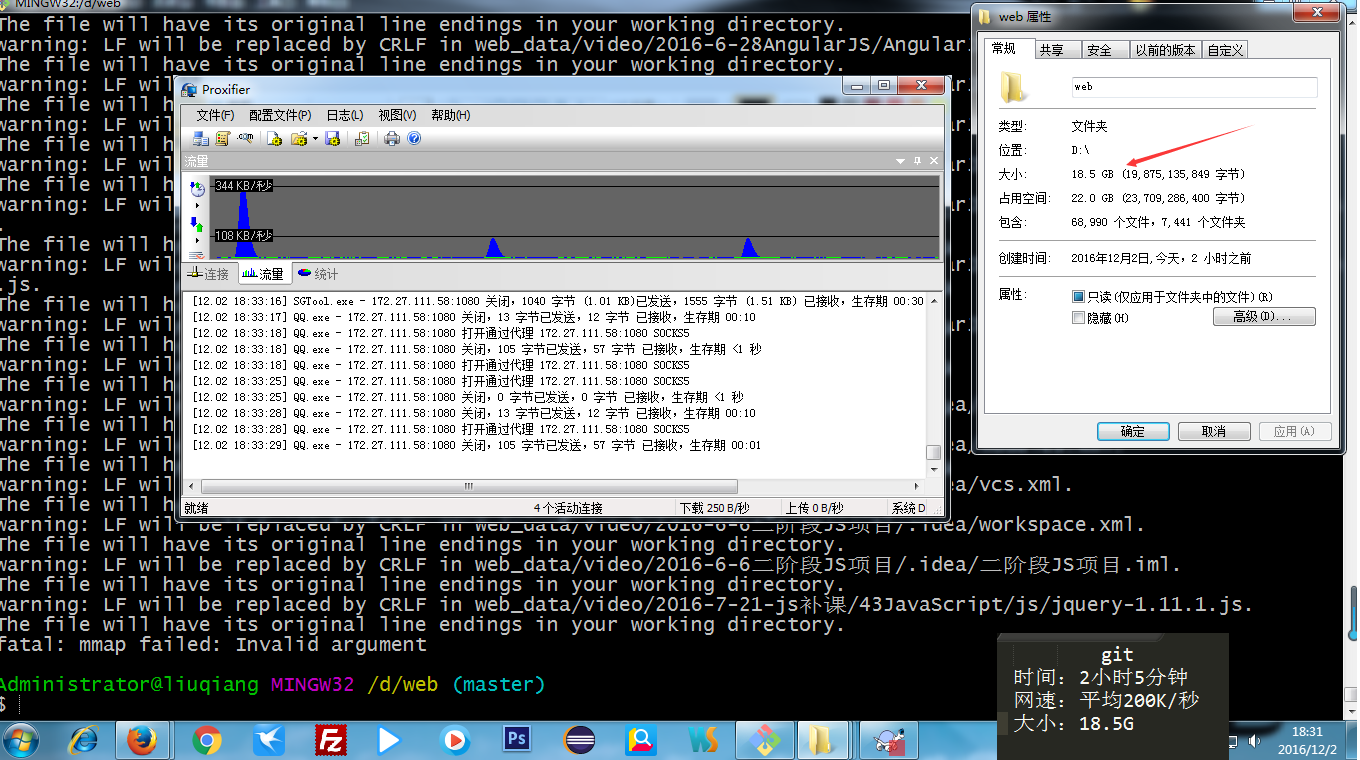 MINGW32:/d/web
The file will have its original line endings in your working directory.
warning: LF will be replaced by CRLF in web_data/video/2016-6-28AngularJS/Angular
The file will have its original line endings in your working directory.
warning: LF wil
The file will h
warning: LF wil
The file will h
warning: LF wil
The file will h
warning: LF wil
.
The file will h
warning: LF wil
.js.
The file will h
warning: LF wil
The file will h
warning: LF wil
The file will h
warning: LF wil
The file will h
warning: LF wil
The file will h
warning: LF wil
ea/vcs.xml.
The file will h
warning: LF will be replaced by CRLF in web_data/video/2016-6-6二阶段JS项目/.idea/workspace.xml.
The file will have its original line endings in your working directory.
warning: LF will be replaced by CRLF in web_data/video/2016-6-6二阶段JS项目/.idea/二阶段JS项目.iml.
The file will have its original line endings in your working directory.
warning: LF will be replaced by CRLF in web_data/video/2016-7-21-js补课/43JavaScript/js/jquery-1.11.1.js.
The file will have its original line endings in your working directory.
fatal: mmap failed: Invalid argument
Administrator@liuqiang MINGW32 /d/web (master)
$
Proxifier
文件(F) 配置文件(P) 日志(L) 视图(V) 帮助(H)
流量
344 KB/秒
108 KB/秒
连接 流量 统计
[12.02 18:33:16] SGTool.exe - 172.27.111.58:1080 关闭，1040 字节 (1.01 KB)已发送，1555 字节 (1.51 KB) 已接收，生存期 00:30
[12.02 18:33:17] QQ.exe - 172.27.111.58:1080 关闭，13 字节已发送，12 字节 已接收，生存期 00:10
[12.02 18:33:18] QQ.exe - 172.27.111.58:1080 打开通过代理 172.27.111.58:1080 SOCKS5
[12.02 18:33:18] QQ.exe - 172.27.111.58:1080 关闭，105 字节已发送，57 字节 已接收，生存期 <1 秒
[12.02 18:33:18] QQ.exe - 172.27.111.58:1080 打开通过代理 172.27.111.58:1080 SOCKS5
[12.02 18:33:25] QQ.exe - 172.27.111.58:1080 打开通过代理 172.27.111.58:1080 SOCKS5
[12.02 18:33:25] QQ.exe - 172.27.111.58:1080 关闭，0 字节已发送，0 字节 已接收，生存期 <1 秒
[12.02 18:33:28] QQ.exe - 172.27.111.58:1080 关闭，13 字节已发送，12 字节 已接收，生存期 00:10
[12.02 18:33:28] QQ.exe - 172.27.111.58:1080 打开通过代理 172.27.111.58:1080 SOCKS5
[12.02 18:33:29] QQ.exe - 172.27.111.58:1080 关闭，105 字节已发送，57 字节 已接收，生存期 00:01
就绪 4 个活动连接 下载 250 B/秒 上传 0 B/秒 系统 D
web 属性
常规 共享 安全 以前的版本 自定义
web
类型: 文件夹
位置: D:\
大小: 18.5 GB (19,875,135,849 字节)
占用空间: 22.0 GB (23,709,286,400 字节)
包含: 68,990 个文件，7,441 个文件夹
创建时间: 2016年12月2日,今天，2 小时之前
属性: 只读(仅应用于文件夹中的文件)(R)
隐藏(H) 高级(D)...
确定 取消 应用(A)
git
时间: 2小时5分钟
网速: 平均200K/秒
大小: 18.5G
Fz
Ps
WS
18:31
2016/12/2